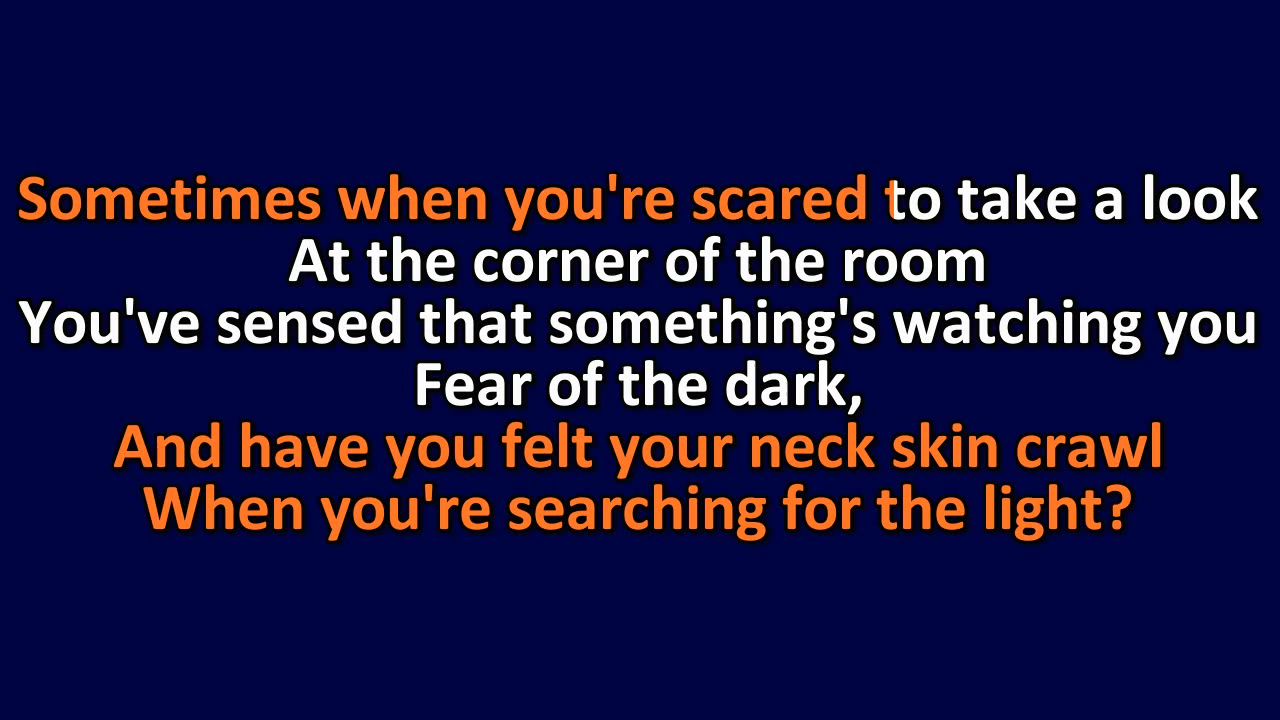 Sometimes when you're scared to take a look
At the corner of the room
You've sensed that something's watching you
Fear of the dark,
And have you felt your neck skin crawl
When you're searching for the light?